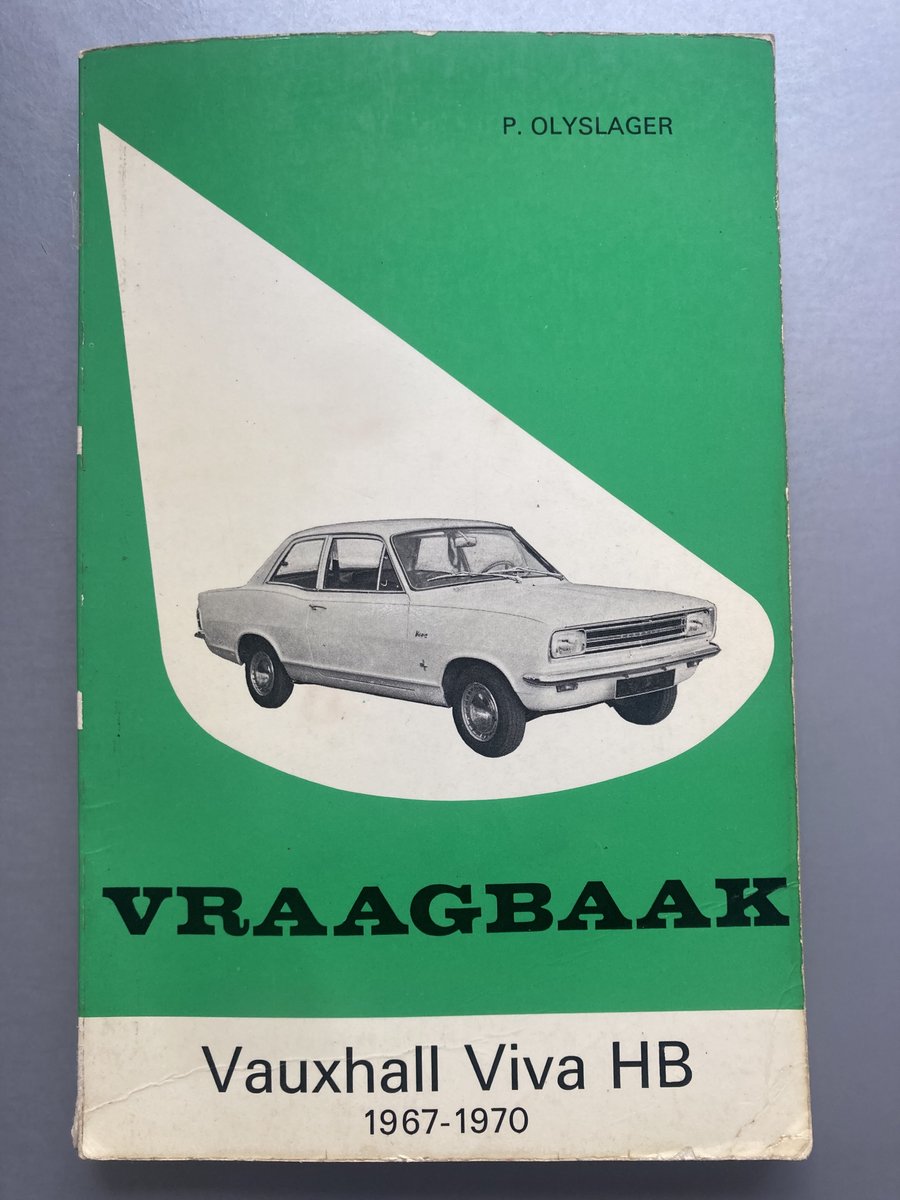 P. OLYSLAGER
VRAAGBAAK
Vauxhall Viva HB
1967-1970